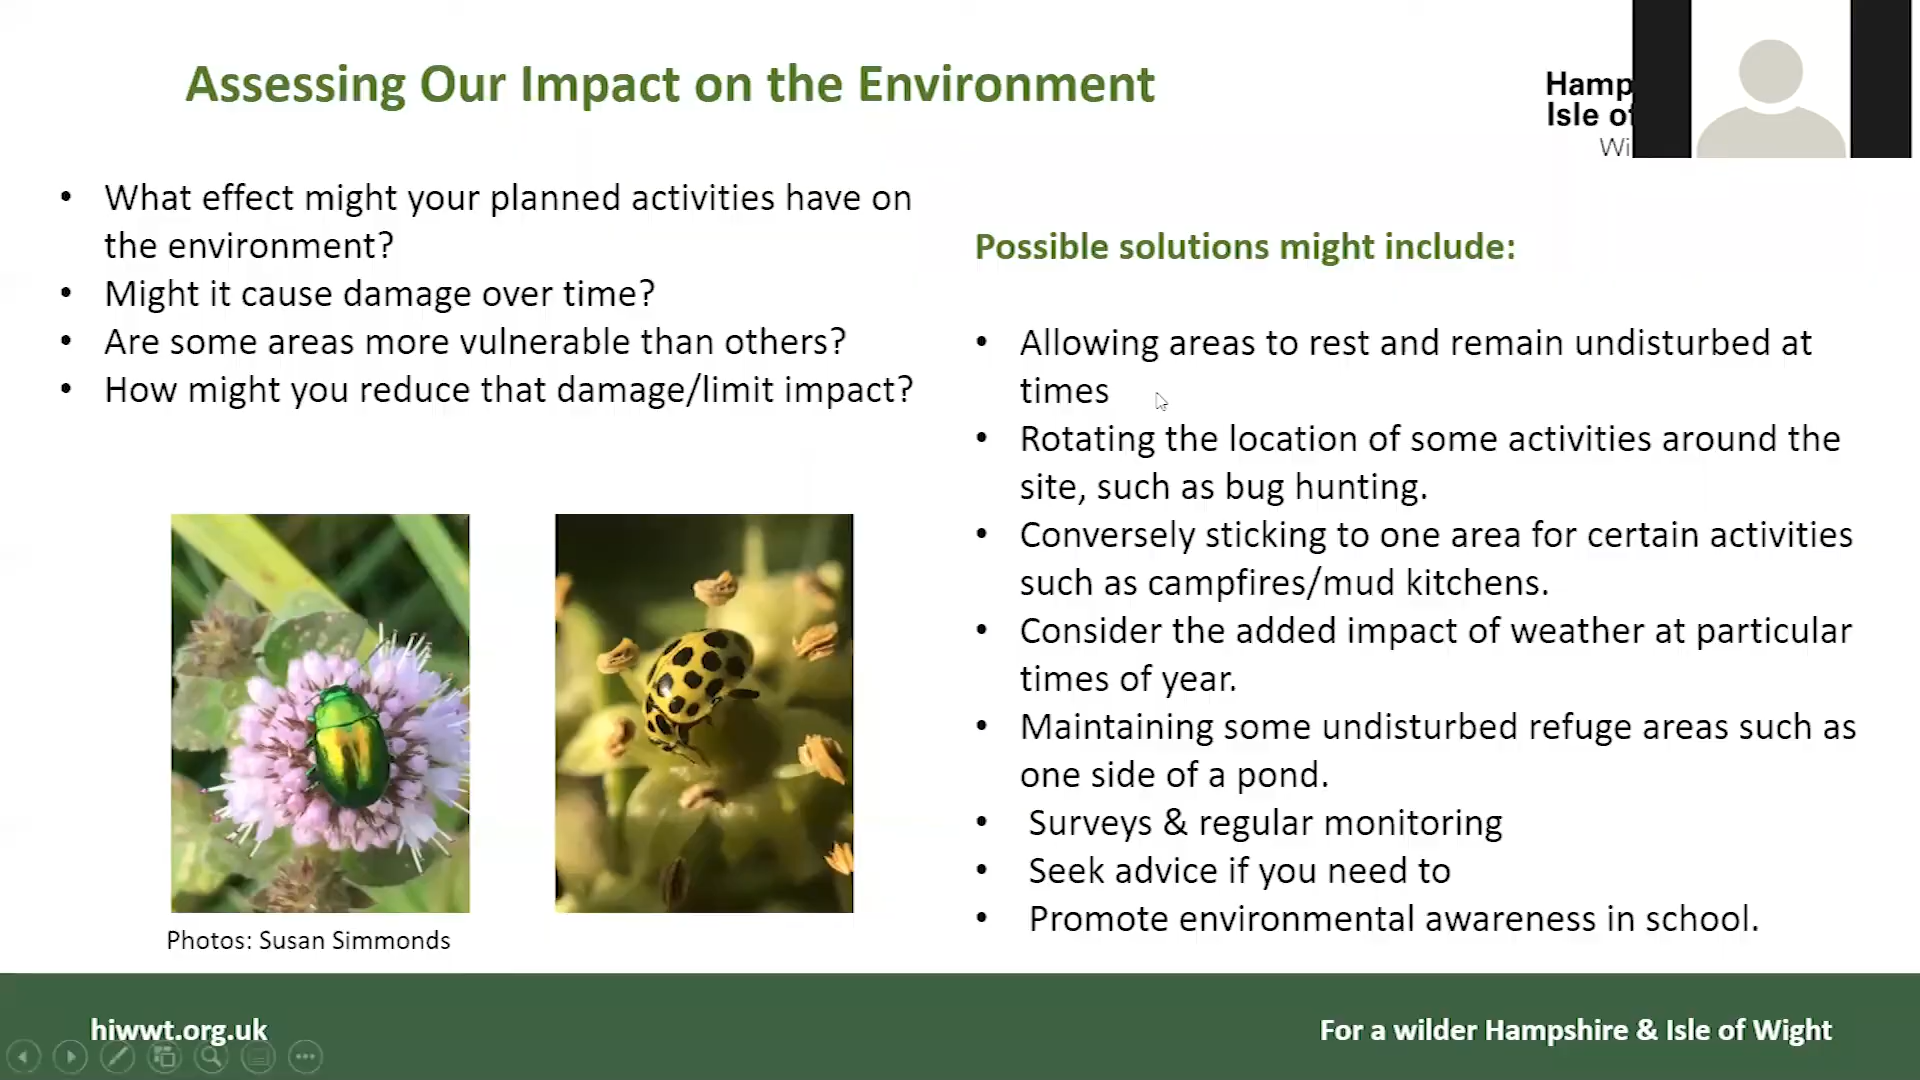 Assessing Our Impact on the Environment
Hamp
Isle of
Wi
• What effect might your planned activities have on
the environment?
• Might it cause damage over time?
• Are some areas more vulnerable than others?
• How might you reduce that damage/limit impact?
Photos: Susan Simmonds
Possible solutions might include:
• Allowing areas to rest and remain undisturbed at
times
• Rotating the location of some activities around the
site, such as bug hunting.
• Conversely sticking to one area for certain activities
such as campfires/mud kitchens.
• Consider the added impact of weather at particular
times of year.
• Maintaining some undisturbed refuge areas such as
one side of a pond.
• Surveys & regular monitoring
• Seek advice if you need to
• Promote environmental awareness in school.
hiwwt.org.uk
For a wilder Hampshire & Isle of Wight